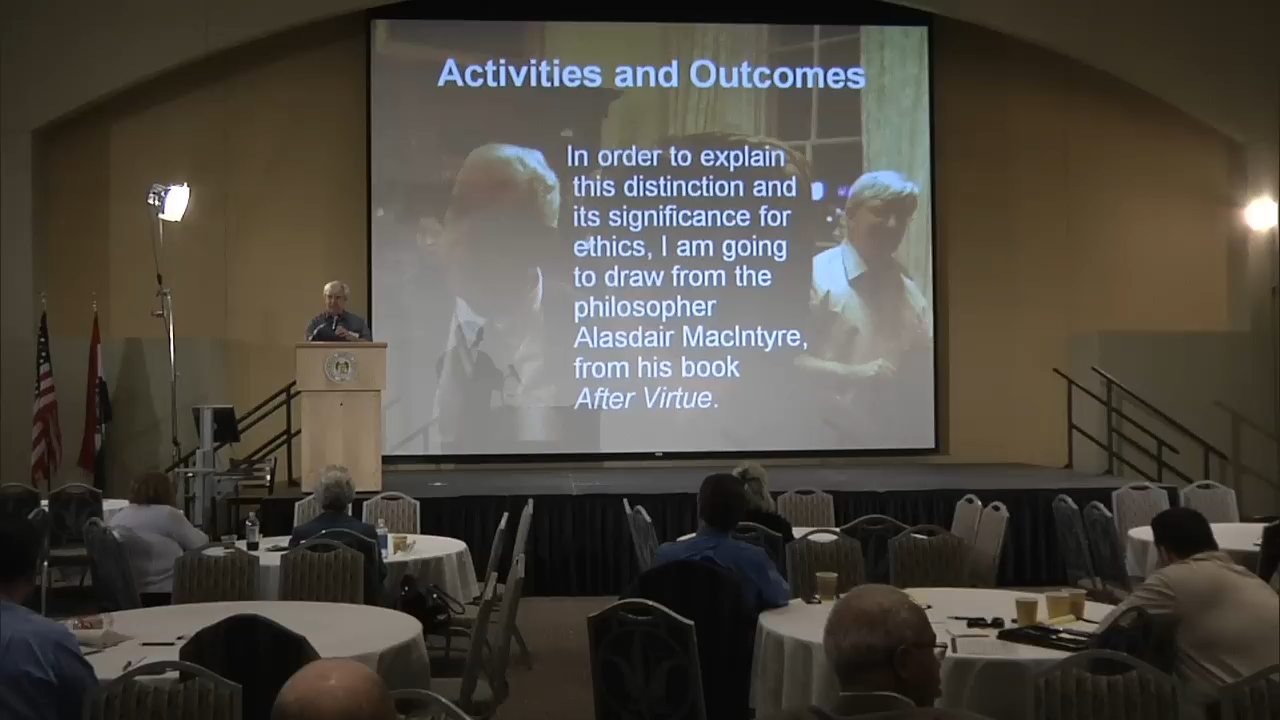 Activities and Outcomes
In order to explain
this distinction and
its significance for
ethics, I am going
to draw from the
philosopher
Alasdair MacIntyre,
from his book
After Virtue.